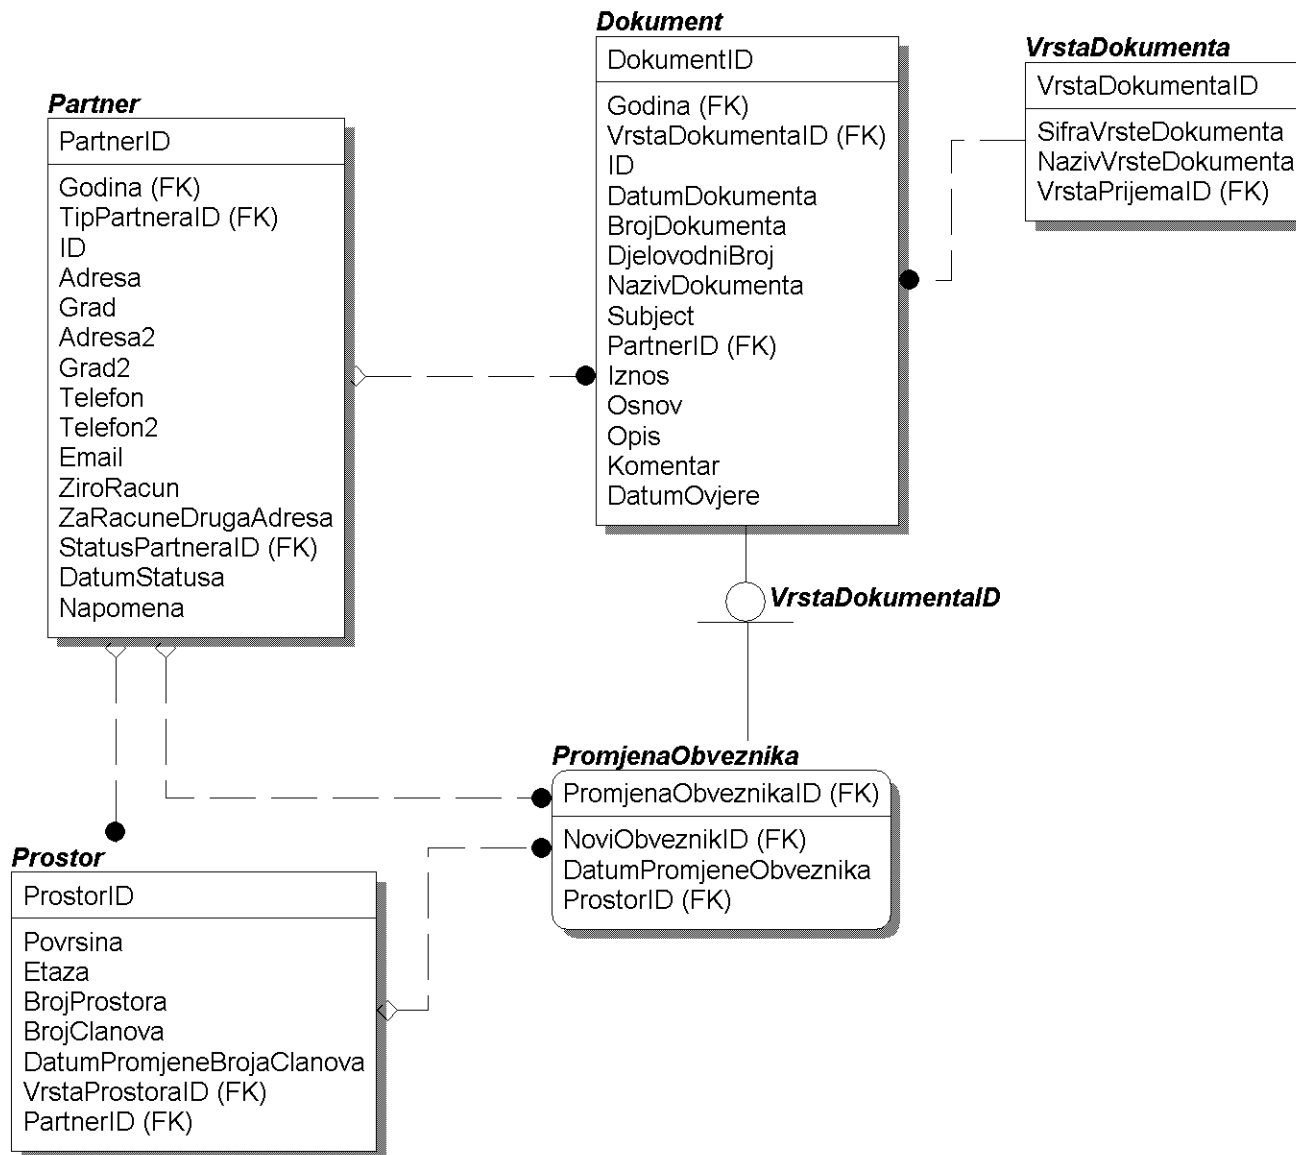 Dokument
DokumentID
Godina (FK)
VrstaDokumentaID (FK)
ID
DatumDokumenta
BrojDokumenta
DjelovodniBroj
NazivDokumenta
Subject
PartnerID (FK)
Iznos
Osnov
Opis
Komentar
DatumOvjere
VrstaDokumenta
VrstaDokumentaID
SifraVrsteDokumenta
NazivVrsteDokumenta
VrstaPrijemaID (FK)
Partner
PartnerID
Godina (FK)
TipPartneraID (FK)
ID
Adresa
Grad
Adresa2
Grad2
Telefon
Telefon2
Email
ZiroRacun
ZaRacuneDrugaAdresa
StatusPartneraID (FK)
DatumStatusa
Napomena
VrstaDokumentaID
PromjenaObveznika
PromjenaObveznikaID (FK)
NoviObveznikID (FK)
DatumPromjeneObveznika
ProstorID (FK)
Prostor
ProstorID
Povrsina
Etaza
BrojProstora
BrojClanova
DatumPromjeneBrojaClanova
VrstaProstoraID (FK)
PartnerID (FK)